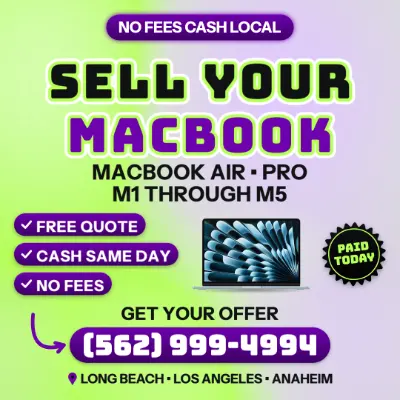 NO FEES CASH LOCAL
SELL YOUR
MACBOOK
MACBOOK AIR • PRO
M1 THROUGH M5
FREE QUOTE
CASH SAME DAY
NO FEES
PAID
TODAY
GET YOUR OFFER
(562) 999-4994
LONG BEACH • LOS ANGELES • ANAHEIM